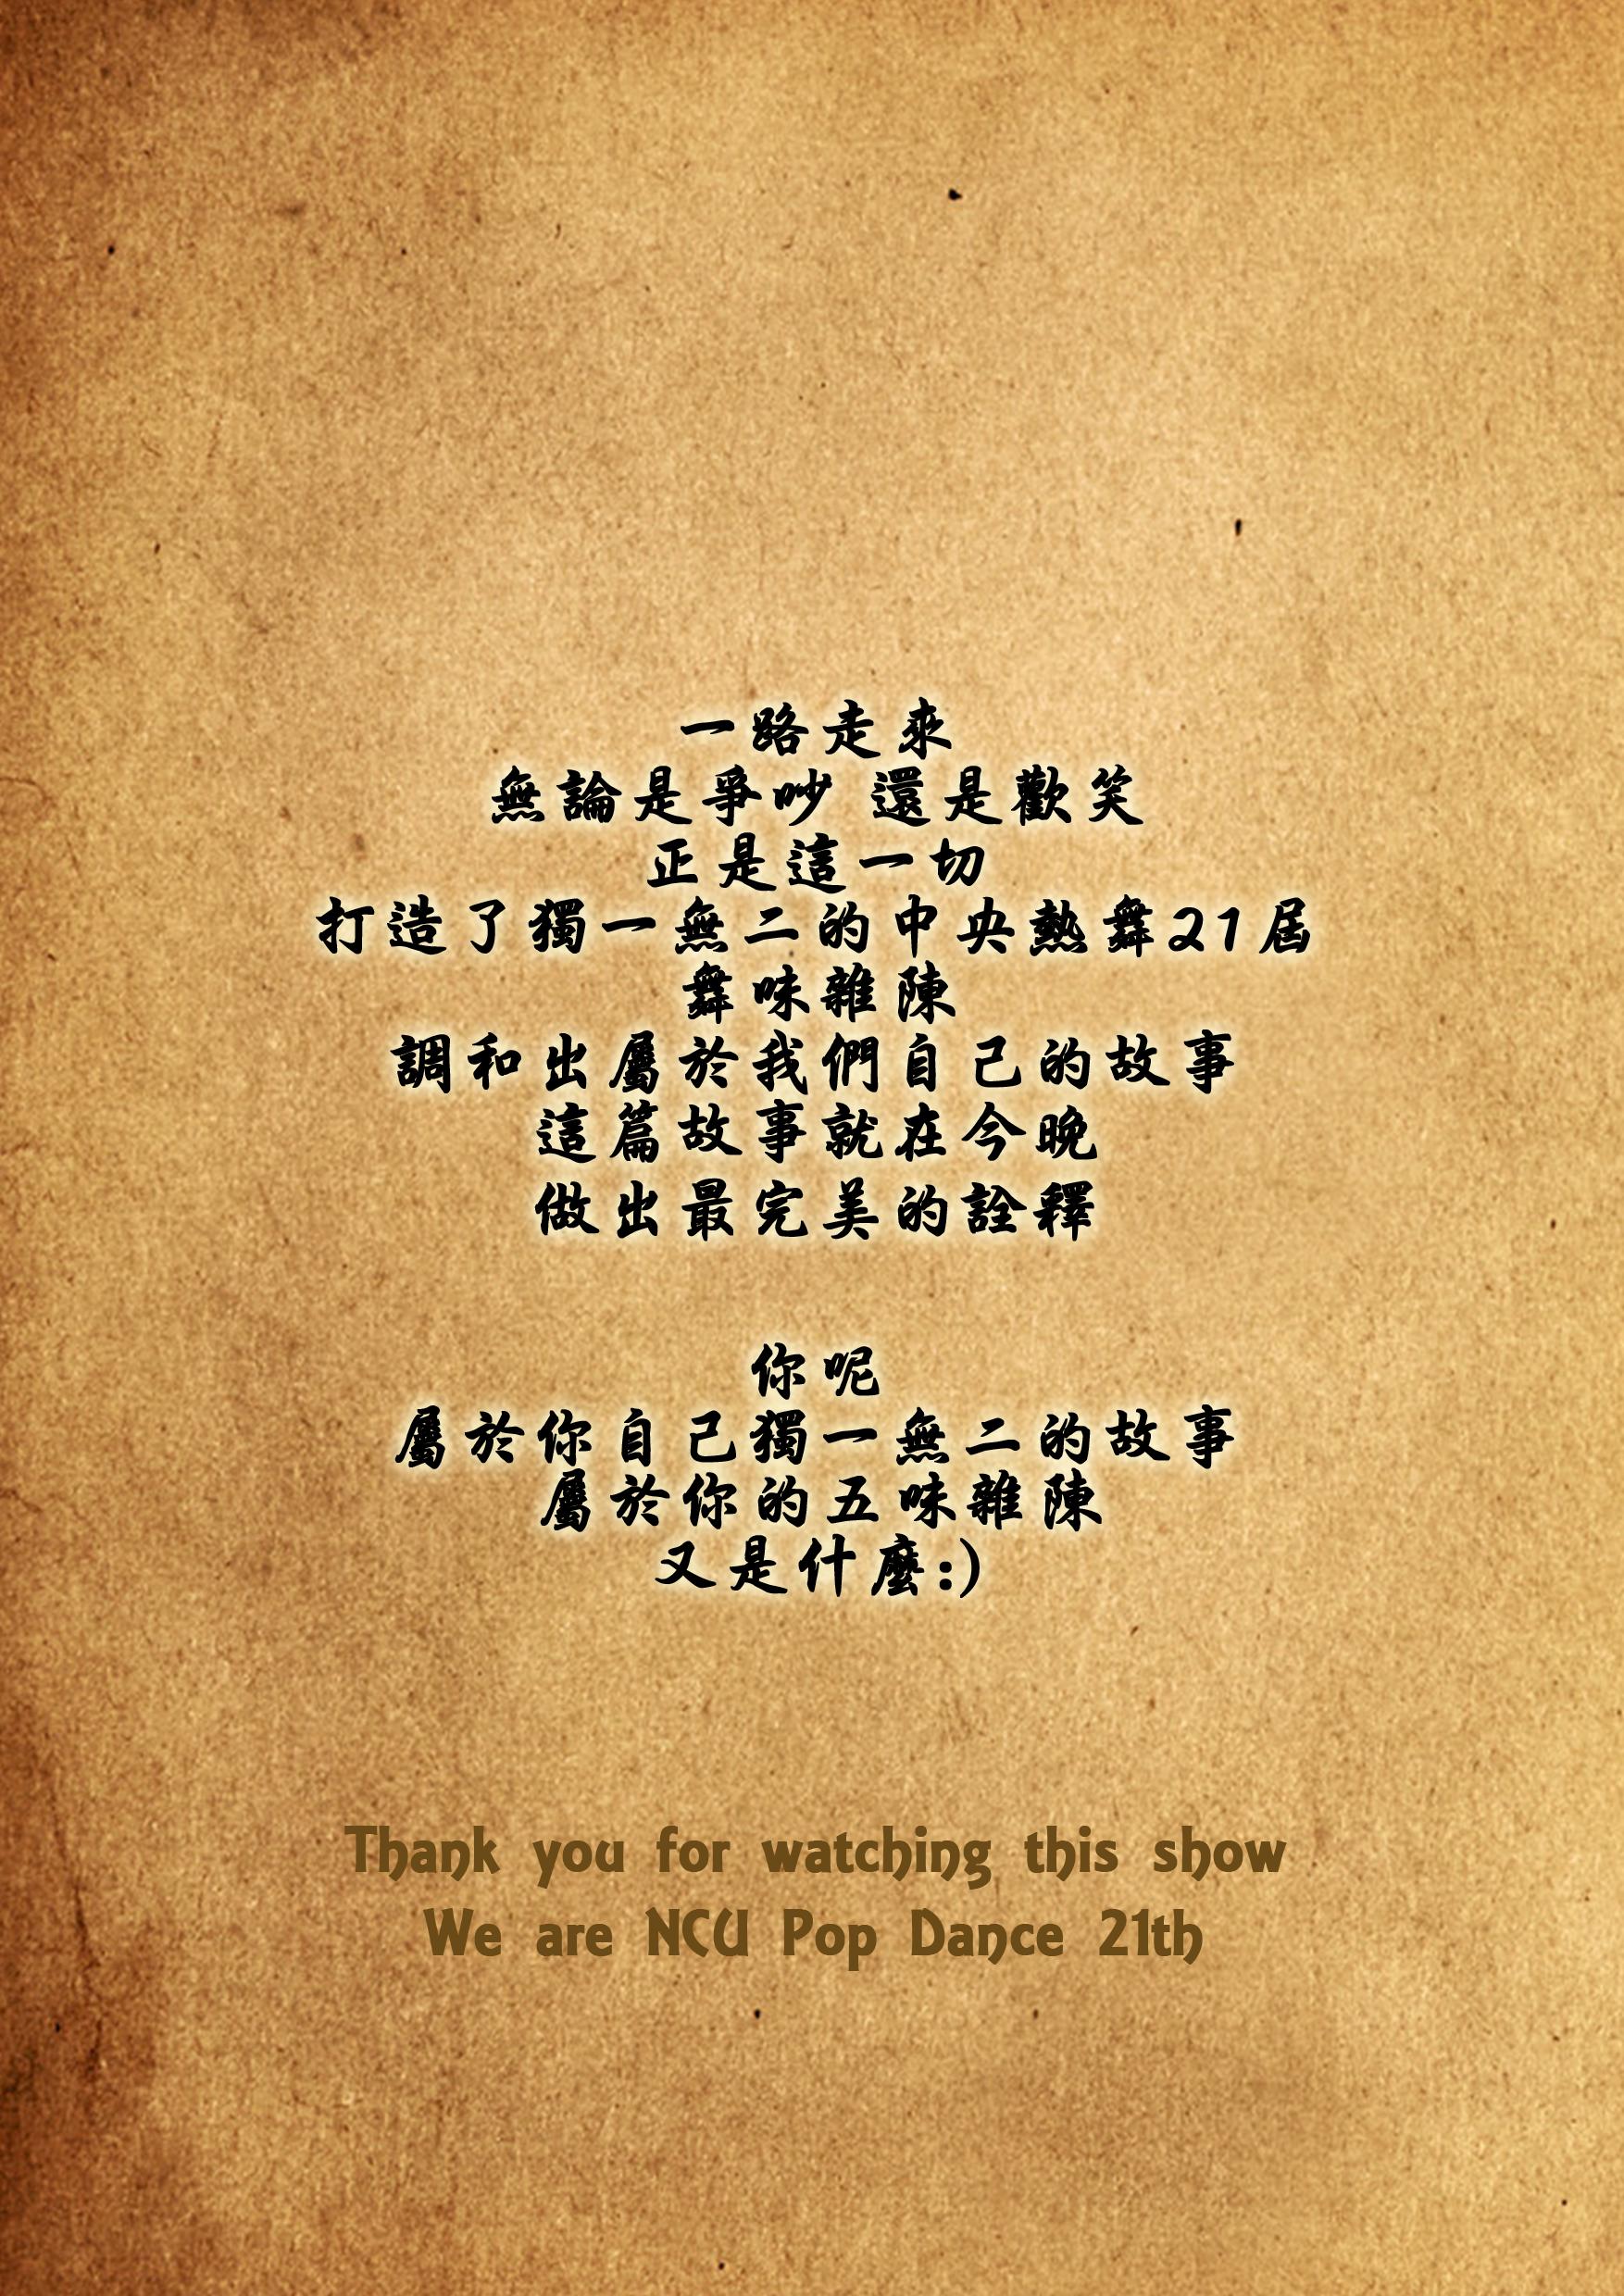 一路走來
無論是爭吵 還是歡笑
正是這一切
打造了獨一無二的中央熱舞21屆
舞味雜陳
調和出屬於我們自己的故事
這篇故事就在今晚
做出最完美的詮釋
你呢
屬於你自己獨一無二的故事
屬於你的五味雜陳
又是什麼:)
Thank you for watching this show
We are NCU Pop Dance 21th